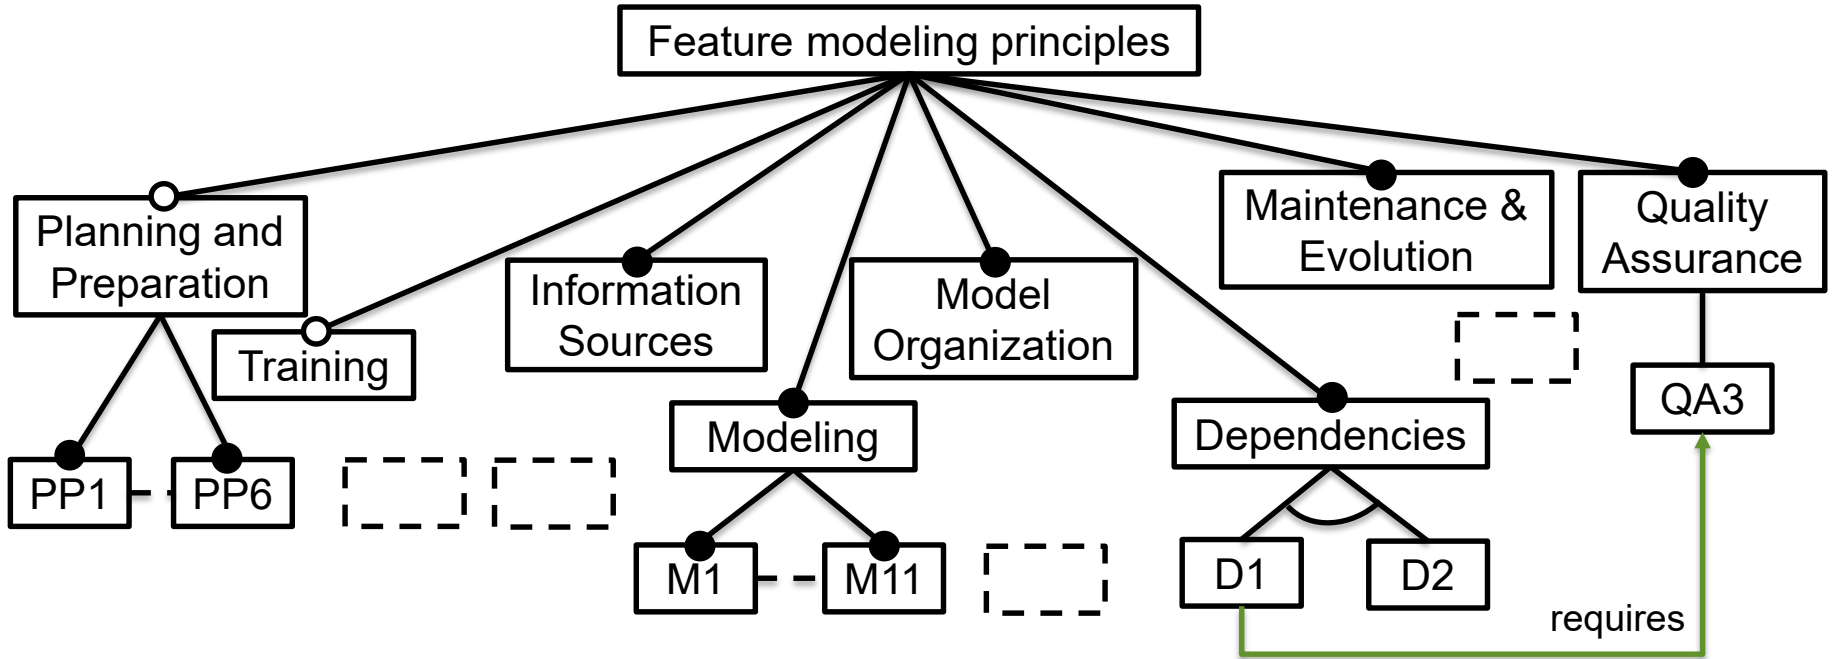 Feature modeling principles
Planning and
Preparation
Training
Information
Sources
Modeling
Model
Organization
Dependencies
Maintenance &
Evolution
Quality
Assurance
PP1
PP6
M1
M11
D1
D2
QA3
requires